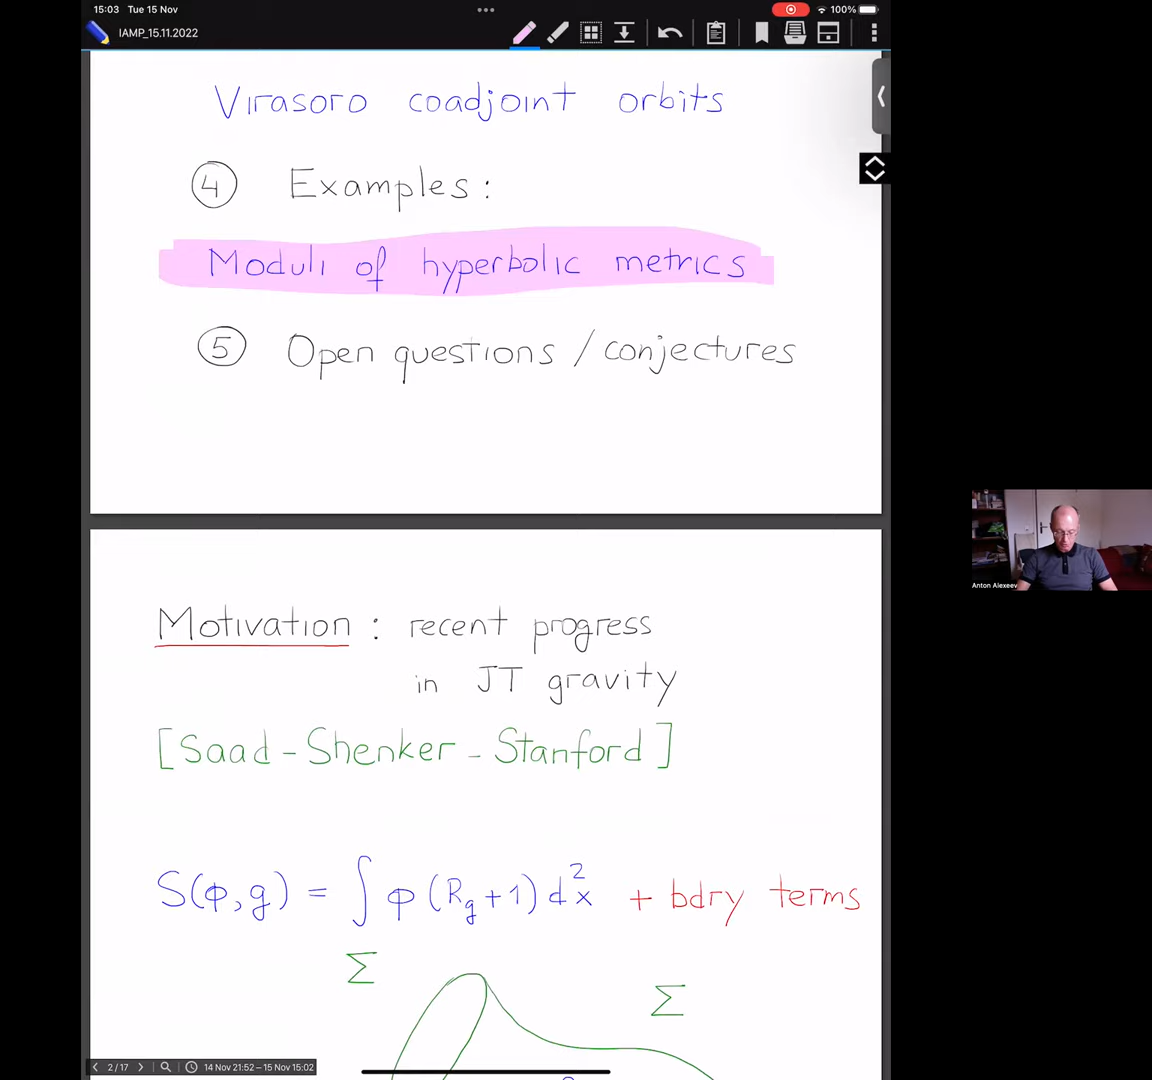 15:03 Tue 15 Nov
100%
IAMP_15.11.2022
Virasoro coadjoint orbits
④ Examples:
Moduli of hyperbolic metrics
⑤ Open questions / conjectures
Motivation : recent progress
in JT gravity
[Saad - Shenker - Stanford]
S(φ,g) = ∫ φ (R_g + 1) d²x + bdry terms
Σ
Σ
2/17
14 Nov 21:52 – 15 Nov 15:02
Anton Alexeev